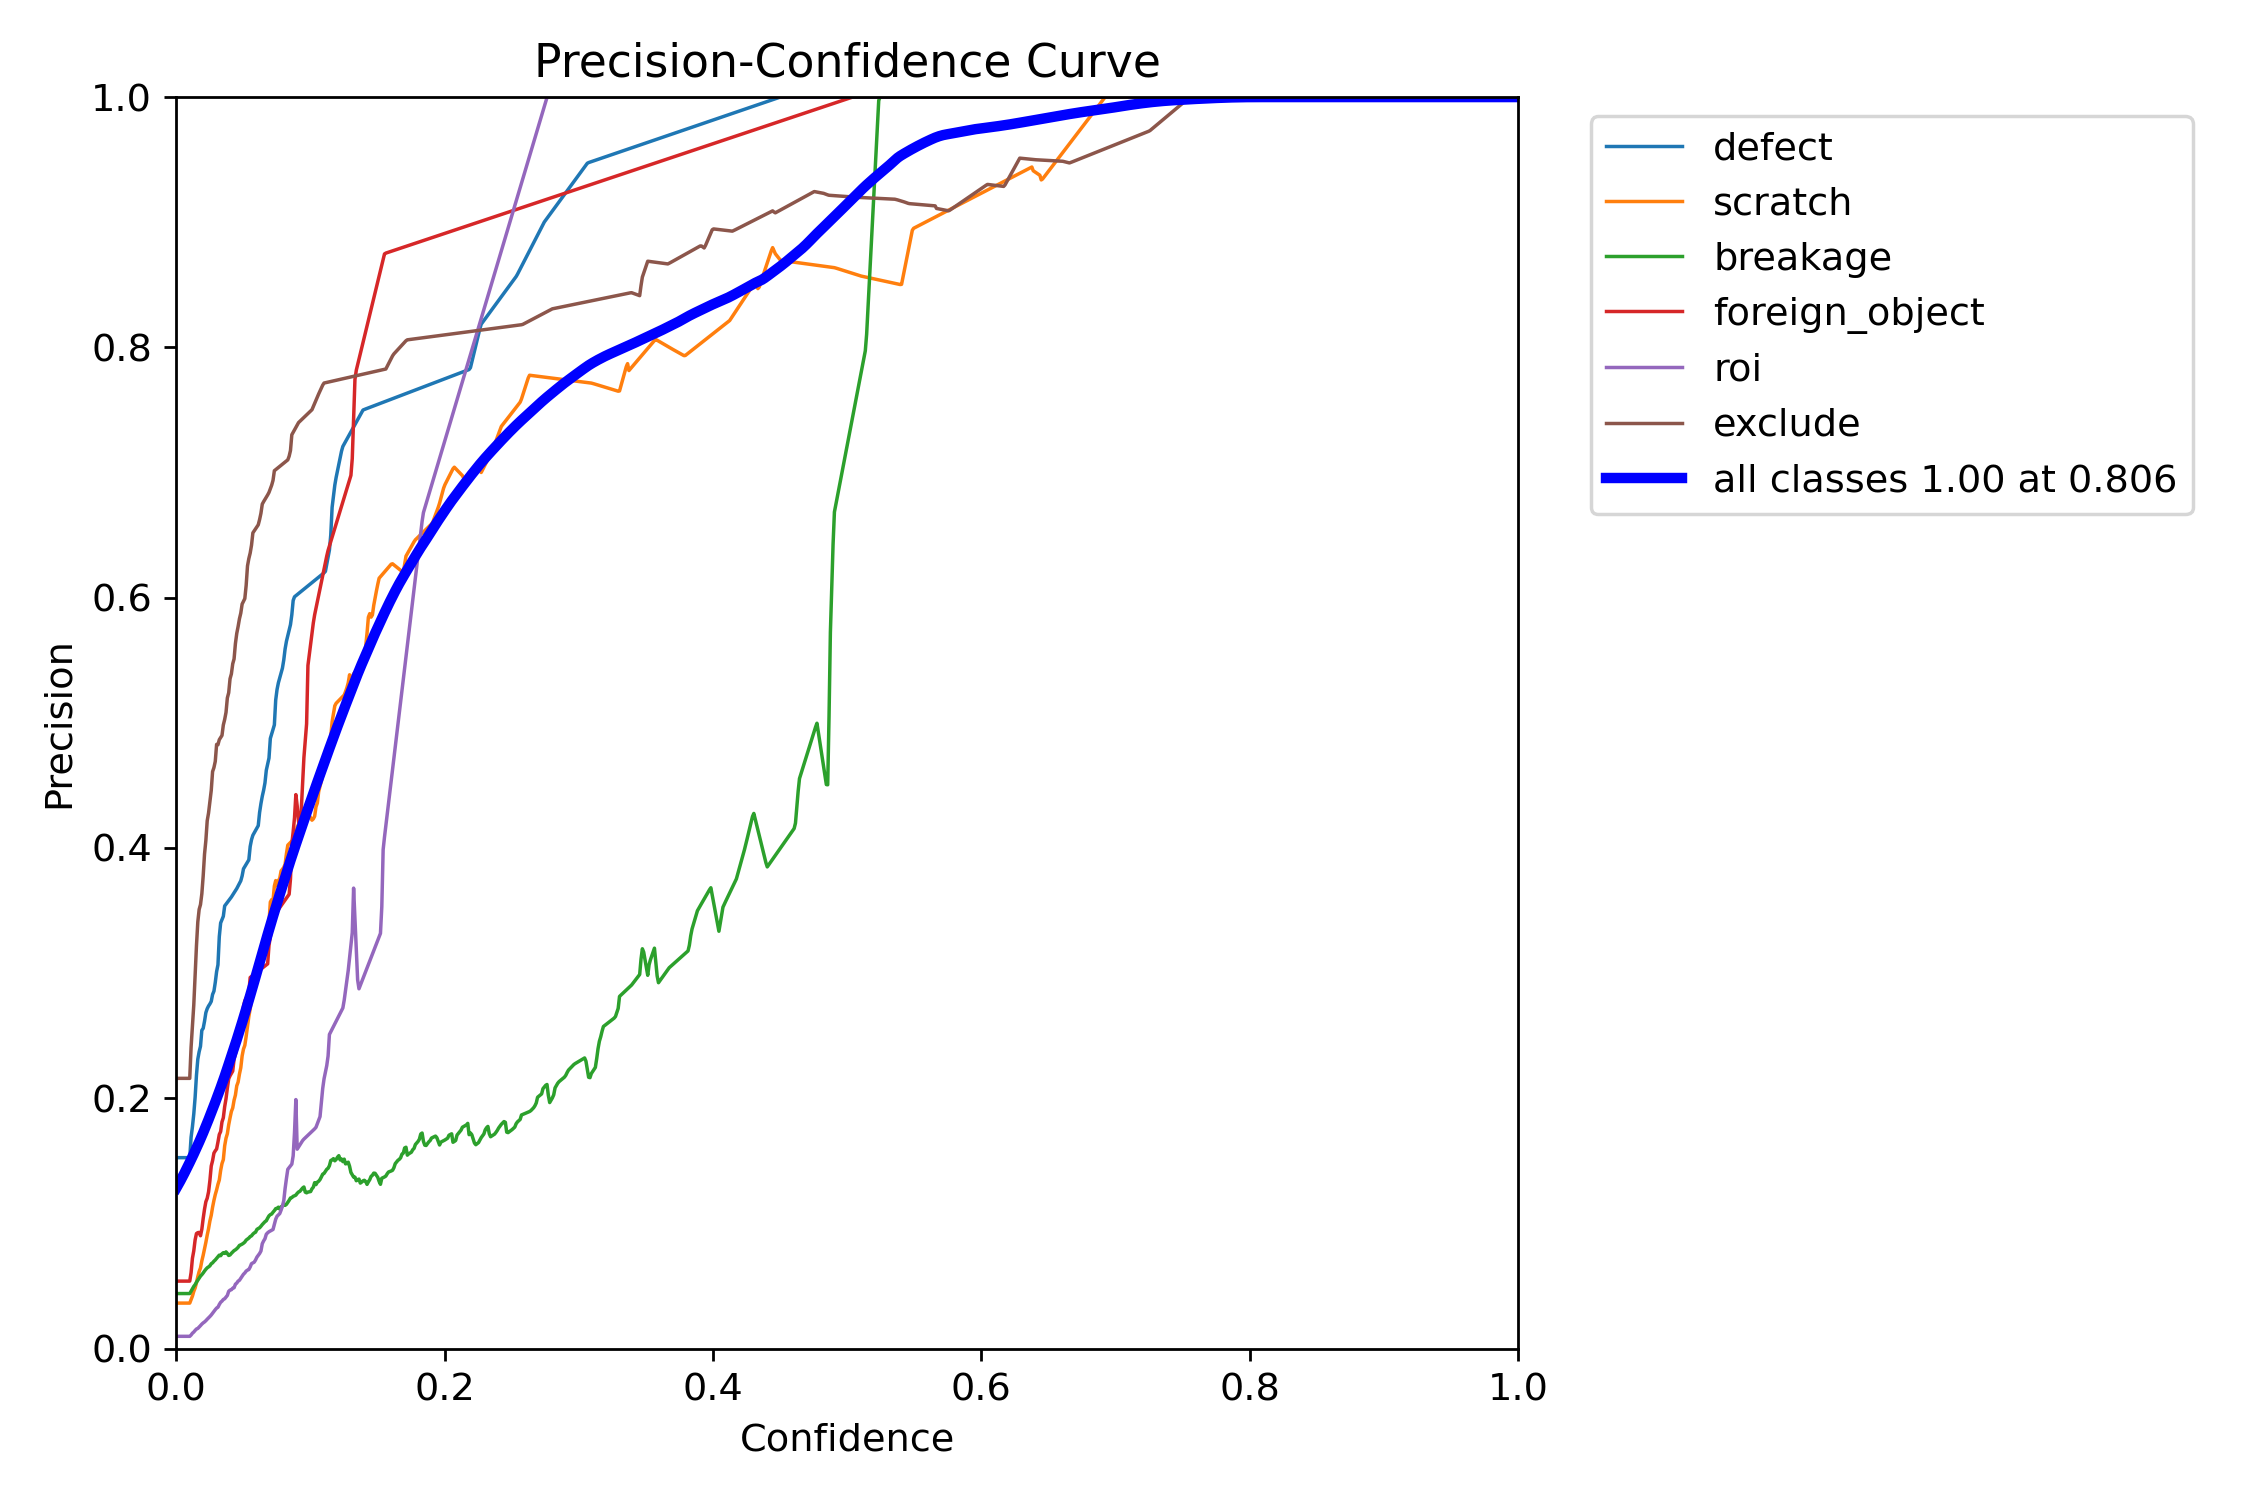 Precision-Confidence Curve
1.0
0.8
0.6
0.4
0.2
0.0
0.0 0.2 0.4 0.6 0.8 1.0
Precision
Confidence
defect
scratch
breakage
foreign_object
roi
exclude
all classes 1.00 at 0.806